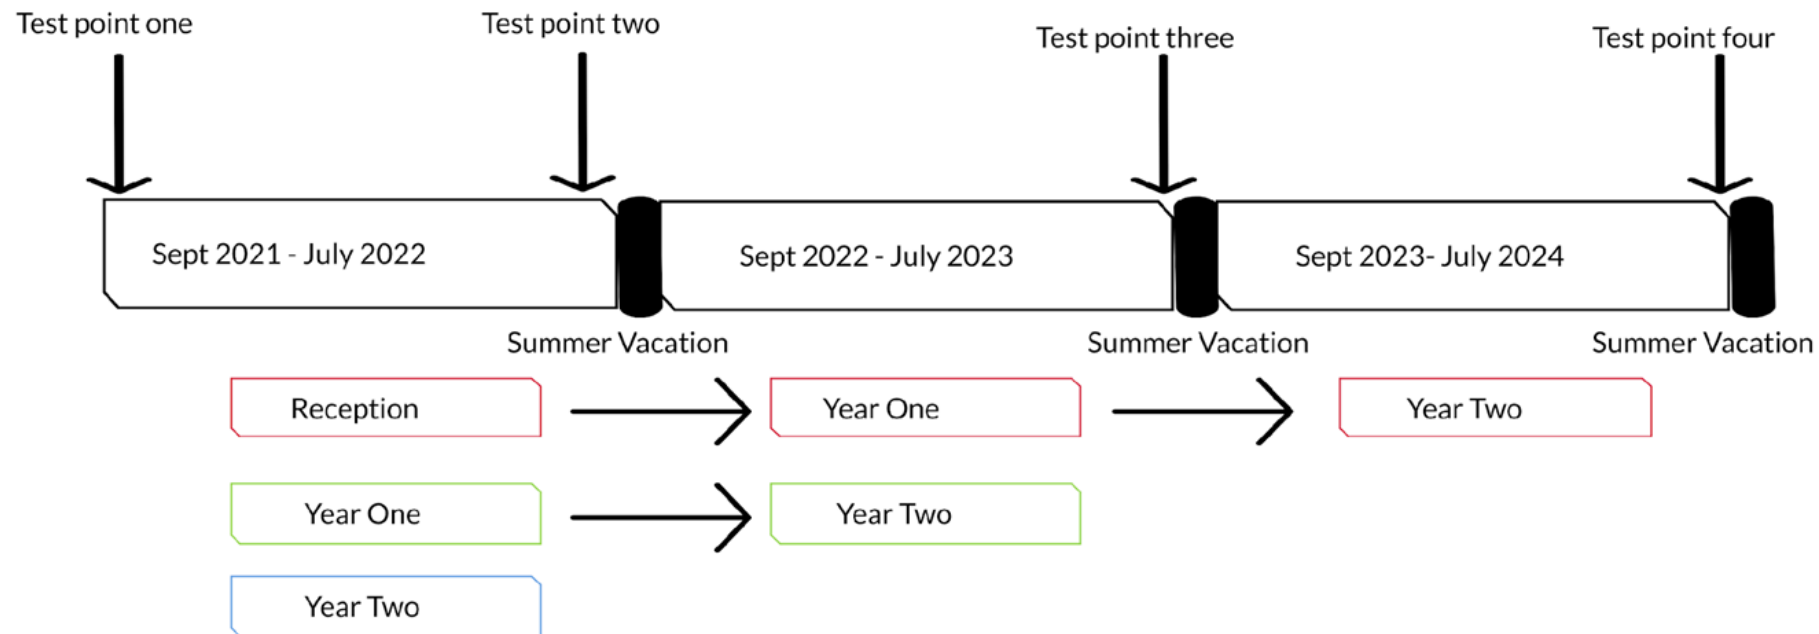 Test point one
Test point two
Test point three
Test point four
Sept 2021 - July 2022
Sept 2022 - July 2023
Sept 2023- July 2024
Summer Vacation
Summer Vacation
Summer Vacation
Reception
Year One
Year Two
Year One
Year Two
Year Two